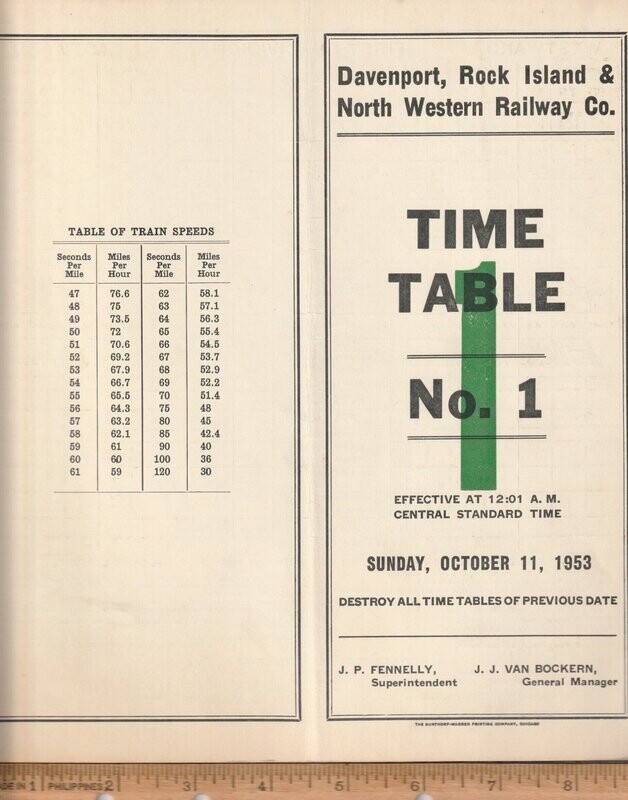 TABLE OF TRAIN SPEEDS
Seconds Per Mile Miles Per Hour Seconds Per Mile Miles Per Hour
47 76.6 62 58.1
48 75 63 57.1
49 73.5 64 56.3
50 72 65 55.4
51 70.6 66 54.5
52 69.2 67 53.7
53 67.9 68 52.9
54 66.7 69 52.2
55 65.5 70 51.4
56 64.3 75 48
57 63.2 80 45
58 62.1 85 42.4
59 61 90 40
60 60 100 36
61 59 120 30
Davenport, Rock Island &
North Western Railway Co.
TIME
TABLE
1
No. 1
EFFECTIVE AT 12:01 A. M.
CENTRAL STANDARD TIME
SUNDAY, OCTOBER 11, 1953
DESTROY ALL TIME TABLES OF PREVIOUS DATE
J. P. FENNELLY,
Superintendent
J. J. VAN BOCKERN,
General Manager
PRINTING COMPANY, CHICAGO
IN 1 PHILIPPINES 2 3 4 5 6 7 8